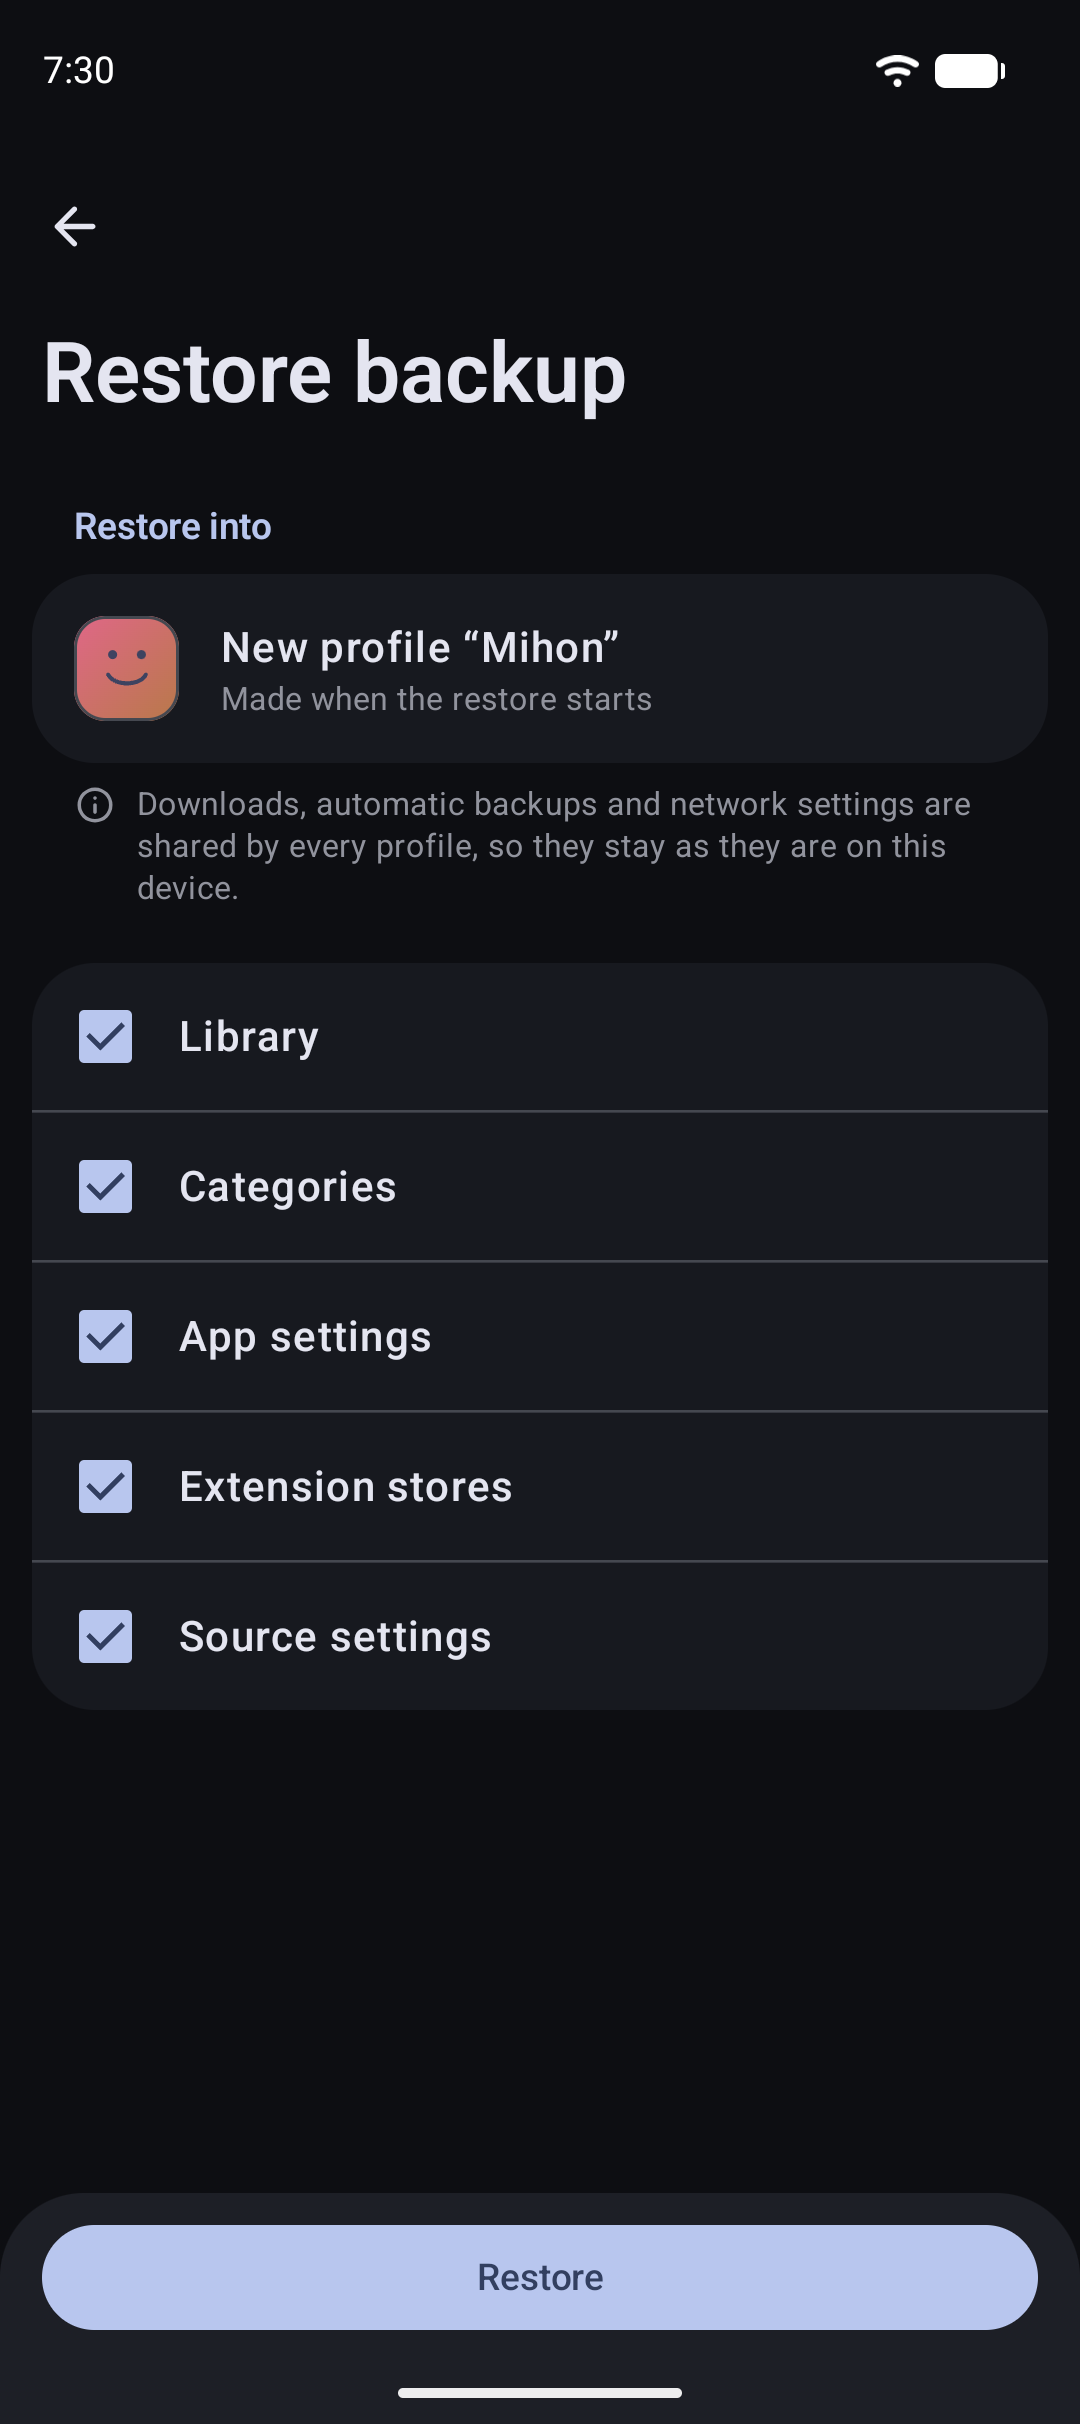 7:30
Restore backup
Restore into
New profile “Mihon”
Made when the restore starts
Downloads, automatic backups and network settings are
shared by every profile, so they stay as they are on this
device.
Library
Categories
App settings
Extension stores
Source settings
Restore